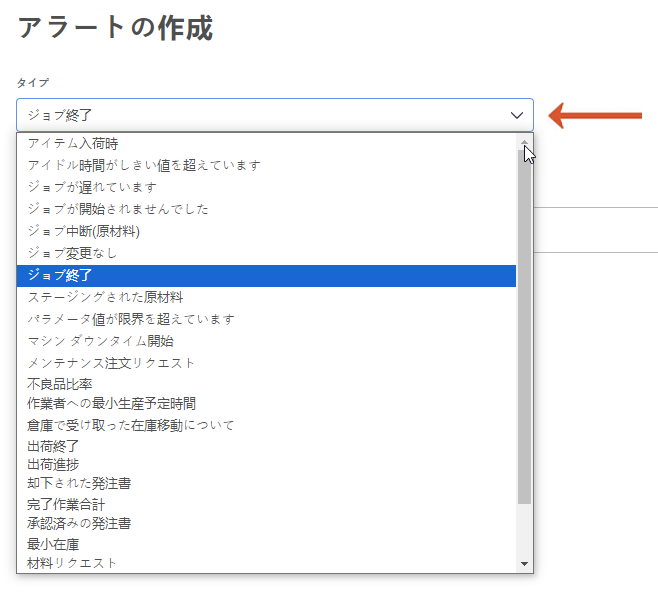 アラートの作成
タイプ
ジョブ終了
アイテム入荷時
アイドル時間がしきい値を超えています
ジョブが遅れています
ジョブが開始されませんでした
ジョブ中断(原材料)
ジョブ変更なし
ジョブ終了
ステージングされた原材料
パラメータ値が限界を超えています
マシン ダウンタイム開始
メンテナンス注文リクエスト
不良品比率
作業者への最小生産予定時間
倉庫で受け取った在庫移動について
出荷終了
出荷進捗
却下された発注書
完了作業合計
承認済みの発注書
最小在庫
材料リクエスト